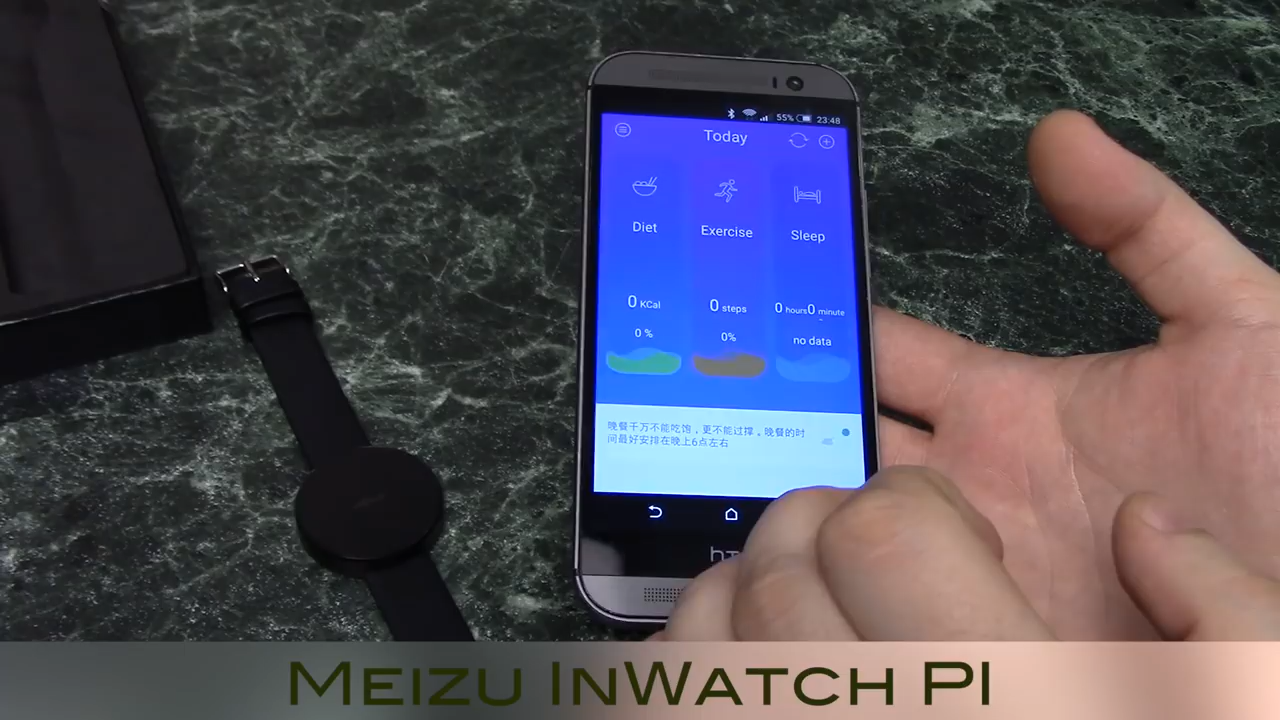 55% 23:48
Today
Diet Exercise Sleep
0 KCal 0 steps 0 hours0 minute
0 % 0% no data
晚餐千万不能吃饱，更不能过撑。晚餐的时
间最好安排在晚上6点左右
MEIZU INWATCH PI